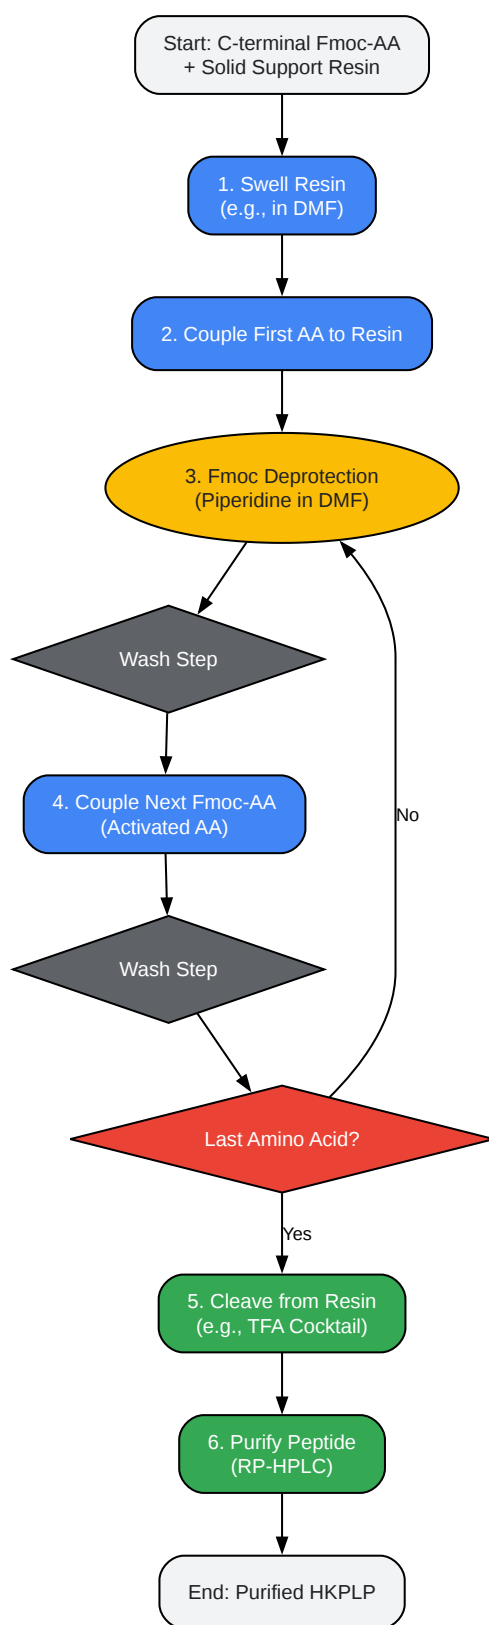 Start: C-terminal Fmoc-AA
+ Solid Support Resin
1. Swell Resin
(e.g., in DMF)
2. Couple First AA to Resin
3. Fmoc Deprotection
(Piperidine in DMF)
Wash Step
4. Couple Next Fmoc-AA
(Activated AA)
No
Wash Step
Last Amino Acid?
Yes
5. Cleave from Resin
(e.g., TFA Cocktail)
6. Purify Peptide
(RP-HPLC)
End: Purified HKPLP